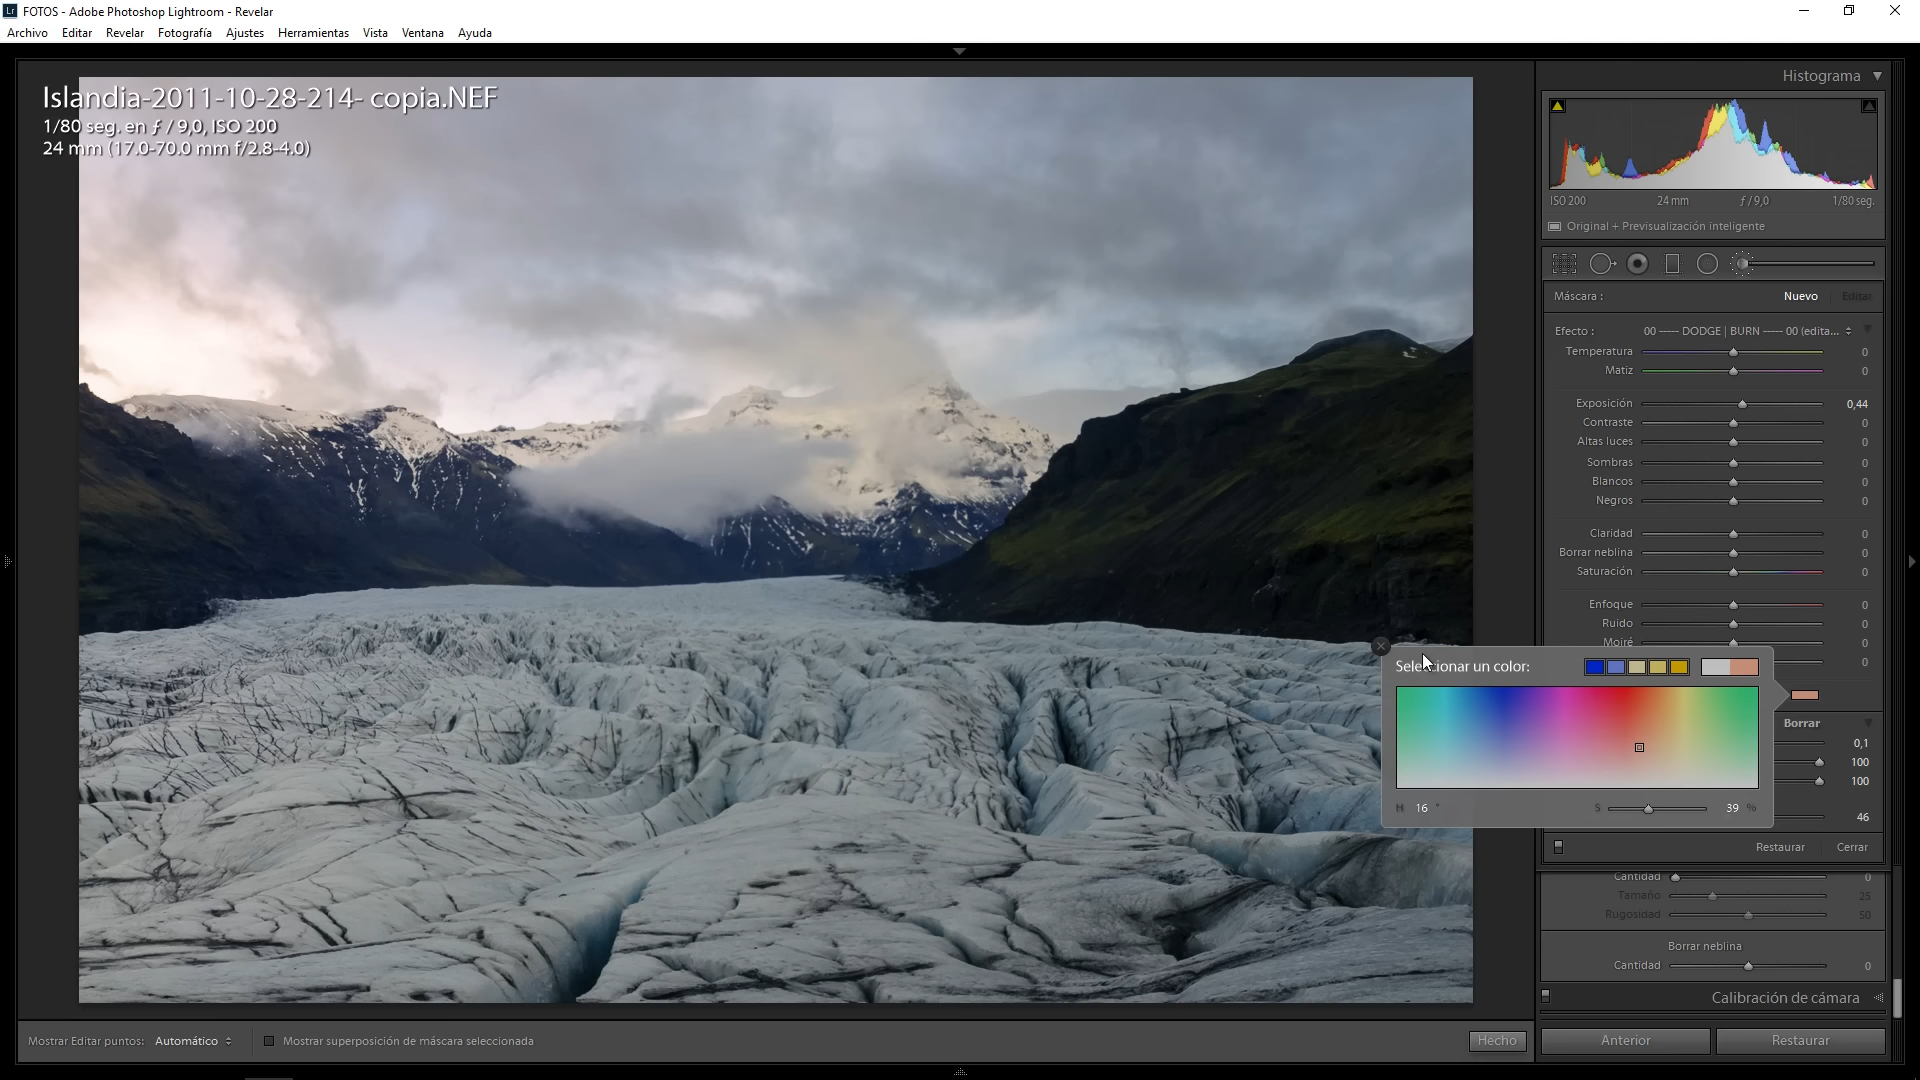 Lr FOTOS - Adobe Photoshop Lightroom - Revelar
Archivo Editar Revelar Fotografía Ajustes Herramientas Vista Ventana Ayuda
Islandia-2011-10-28-214- copia.NEF
1/80 seg. en ƒ / 9,0, ISO 200
24 mm (17.0-70.0 mm f/2.8-4.0)
Histograma
ISO 200 24 mm ƒ / 9,0 1/80 seg.
Original + Previsualización inteligente
Máscara : Nuevo Editar
Efecto : 00 ----- DODGE | BURN ----- 00 (edita...
Temperatura 0
Matiz 0
Exposición 0,44
Contraste 0
Altas luces 0
Sombras 0
Blancos 0
Negros 0
Claridad 0
Borrar neblina 0
Saturación 0
Enfoque 0
Ruido 0
Moiré 0
0
Seleccionar un color:
H 16 ° S 39 %
Borrar
0,1
100
100
46
Restaurar Cerrar
Cantidad 0
Tamaño 25
Rugosidad 50
Borrar neblina
Cantidad 0
Calibración de cámara
Mostrar Editar puntos: Automático Mostrar superposición de máscara seleccionada Hecho
Anterior Restaurar